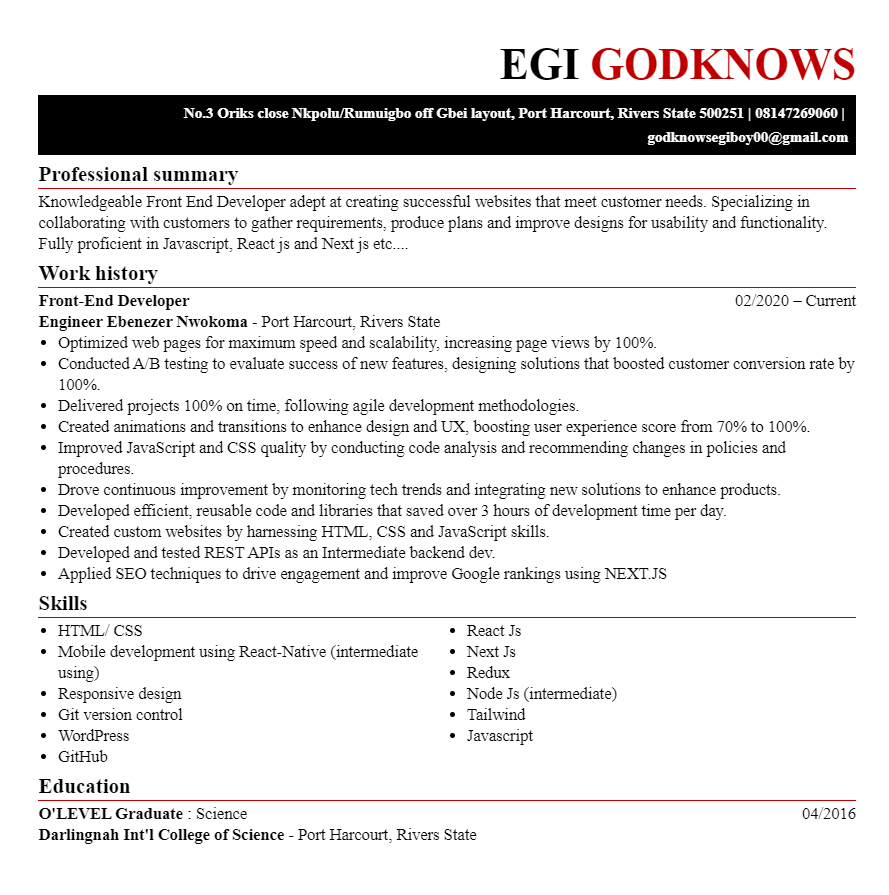 EGI GODKNOWS
No.3 Oriks close Nkpolu/Rumuigbo off Gbei layout, Port Harcourt, Rivers State 500251 | 08147269060 |
godknowsegiboy00@gmail.com
Professional summary
Knowledgeable Front End Developer adept at creating successful websites that meet customer needs. Specializing in
collaborating with customers to gather requirements, produce plans and improve designs for usability and functionality.
Fully proficient in Javascript, React js and Next js etc....
Work history
Front-End Developer 02/2020 – Current
Engineer Ebenezer Nwokoma - Port Harcourt, Rivers State
• Optimized web pages for maximum speed and scalability, increasing page views by 100%.
• Conducted A/B testing to evaluate success of new features, designing solutions that boosted customer conversion rate by
100%.
• Delivered projects 100% on time, following agile development methodologies.
• Created animations and transitions to enhance design and UX, boosting user experience score from 70% to 100%.
• Improved JavaScript and CSS quality by conducting code analysis and recommending changes in policies and
procedures.
• Drove continuous improvement by monitoring tech trends and integrating new solutions to enhance products.
• Developed efficient, reusable code and libraries that saved over 3 hours of development time per day.
• Created custom websites by harnessing HTML, CSS and JavaScript skills.
• Developed and tested REST APIs as an Intermediate backend dev.
• Applied SEO techniques to drive engagement and improve Google rankings using NEXT.JS
Skills
• HTML/ CSS
• Mobile development using React-Native (intermediate
using)
• Responsive design
• Git version control
• WordPress
• GitHub
• React Js
• Next Js
• Redux
• Node Js (intermediate)
• Tailwind
• Javascript
Education
O'LEVEL Graduate : Science 04/2016
Darlingnah Int'l College of Science - Port Harcourt, Rivers State